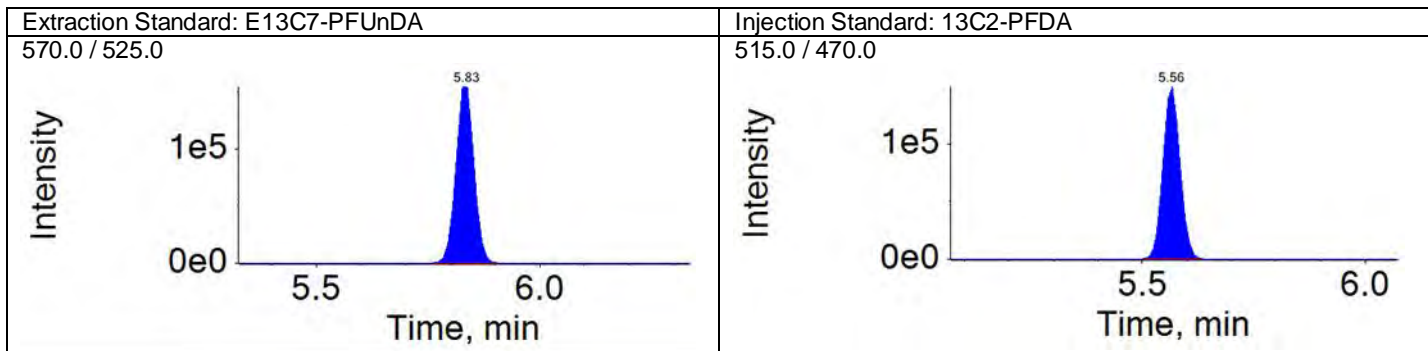 Extraction Standard: E13C7-PFUnDA
570.0 / 525.0
5.83
Intensity
1e5
0e0
5.5 6.0
Time, min
Injection Standard: 13C2-PFDA
515.0 / 470.0
5.56
Intensity
1e5
0e0
5.5 6.0
Time, min